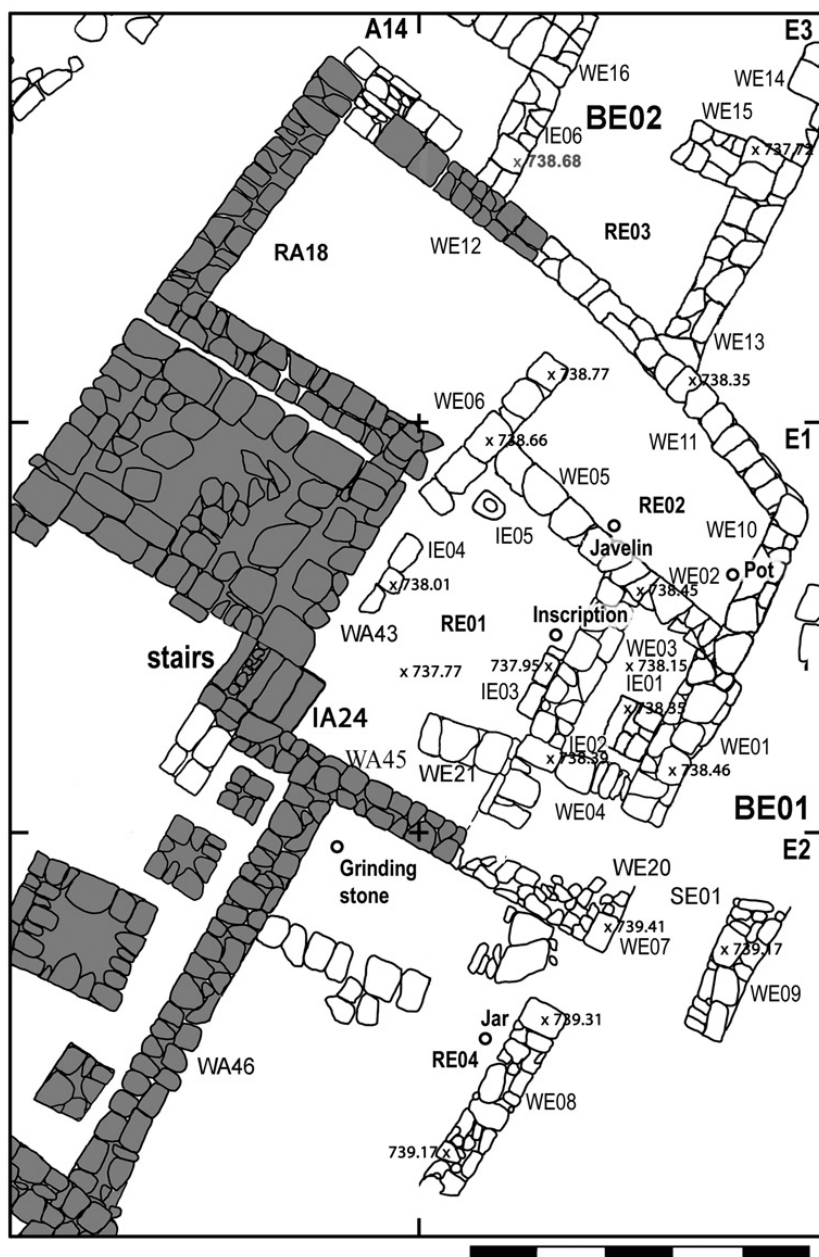 A14
E3
WE16
WE14
BE02
WE15
IE06
x 737.72
x 738.68
RE03
WE12
RA18
WE13
x 738.35
x 738.77
WE06
E1
x 738.66
WE11
WE05
RE02
WE10
IE05
Javelin
IE04
WE02
Pot
x 738.01
x 738.45
Inscription
WA43
RE01
WE03
stairs
737.95 x
x 738.15
x 737.77
IE03
IE01
x 738.35
IA24
WE01
WA45
IE02
WE21
x 738.39
x 738.46
WE04
BE01
E2
Grinding
stone
WE20
SE01
x 739.41
WE07
x 739.17
WE09
Jar
x 739.31
RE04
WA46
WE08
739.17 x